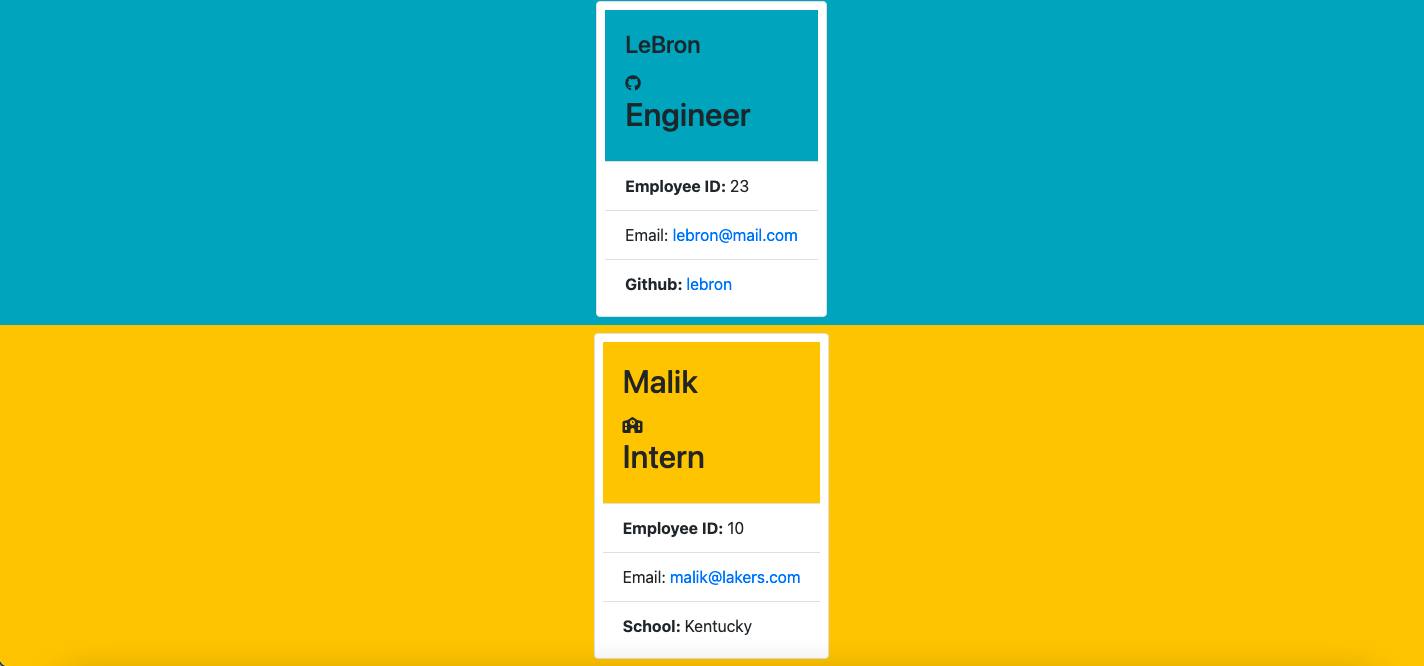 LeBron
Engineer
Employee ID: 23
Email: lebron@mail.com
Github: lebron
Malik
Intern
Employee ID: 10
Email: malik@lakers.com
School: Kentucky